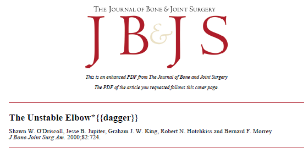 THE JOURNAL OF BONE & JOINT SURGERY
JB&JS
This is an enhanced PDF from The Journal of Bone and Joint Surgery
The PDF of the article you requested follows this cover page.
The Unstable Elbow*{{dagger}}
Shawn W. O'Driscoll, Jesse B. Jupiter, Graham J. W. King, Robert N. Hotchkiss and Bernard F. Morrey
J Bone Joint Surg Am. 2000;82:724